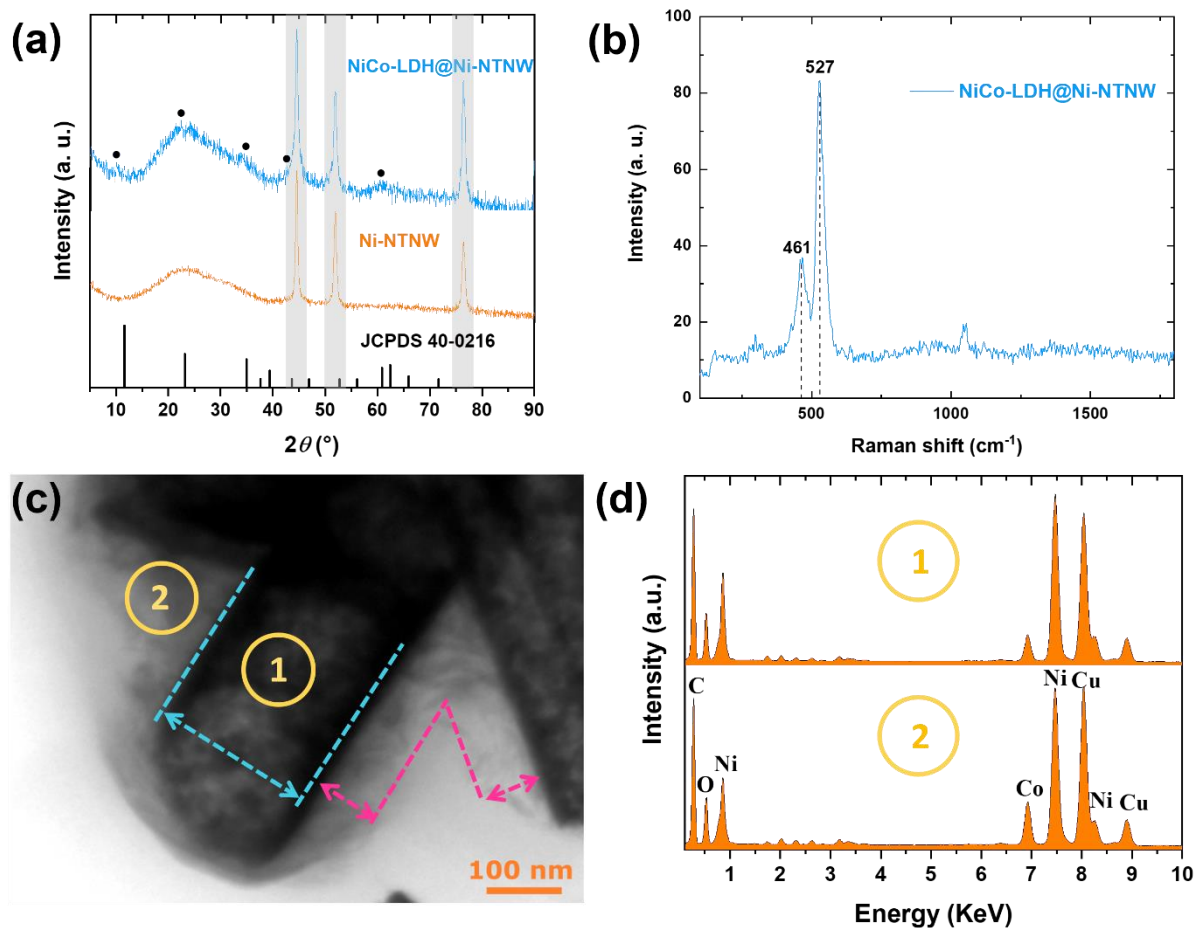 (a)
NiCo-LDH@Ni-NTNW
Ni-NTNW
JCPDS 40-0216
Intensity (a. u.)
10 20 30 40 50 60 70 80 90
2θ (°)
(b)
100
80
60
40
20
0
527
461
NiCo-LDH@Ni-NTNW
Intensity (a. u.)
500 1000 1500
Raman shift (cm⁻¹)
(c)
2
1
100 nm
(d)
1
C
O
Ni
Co
Ni
Cu
Ni
Cu
2
Intensity (a.u.)
1 2 3 4 5 6 7 8 9 10
Energy (KeV)